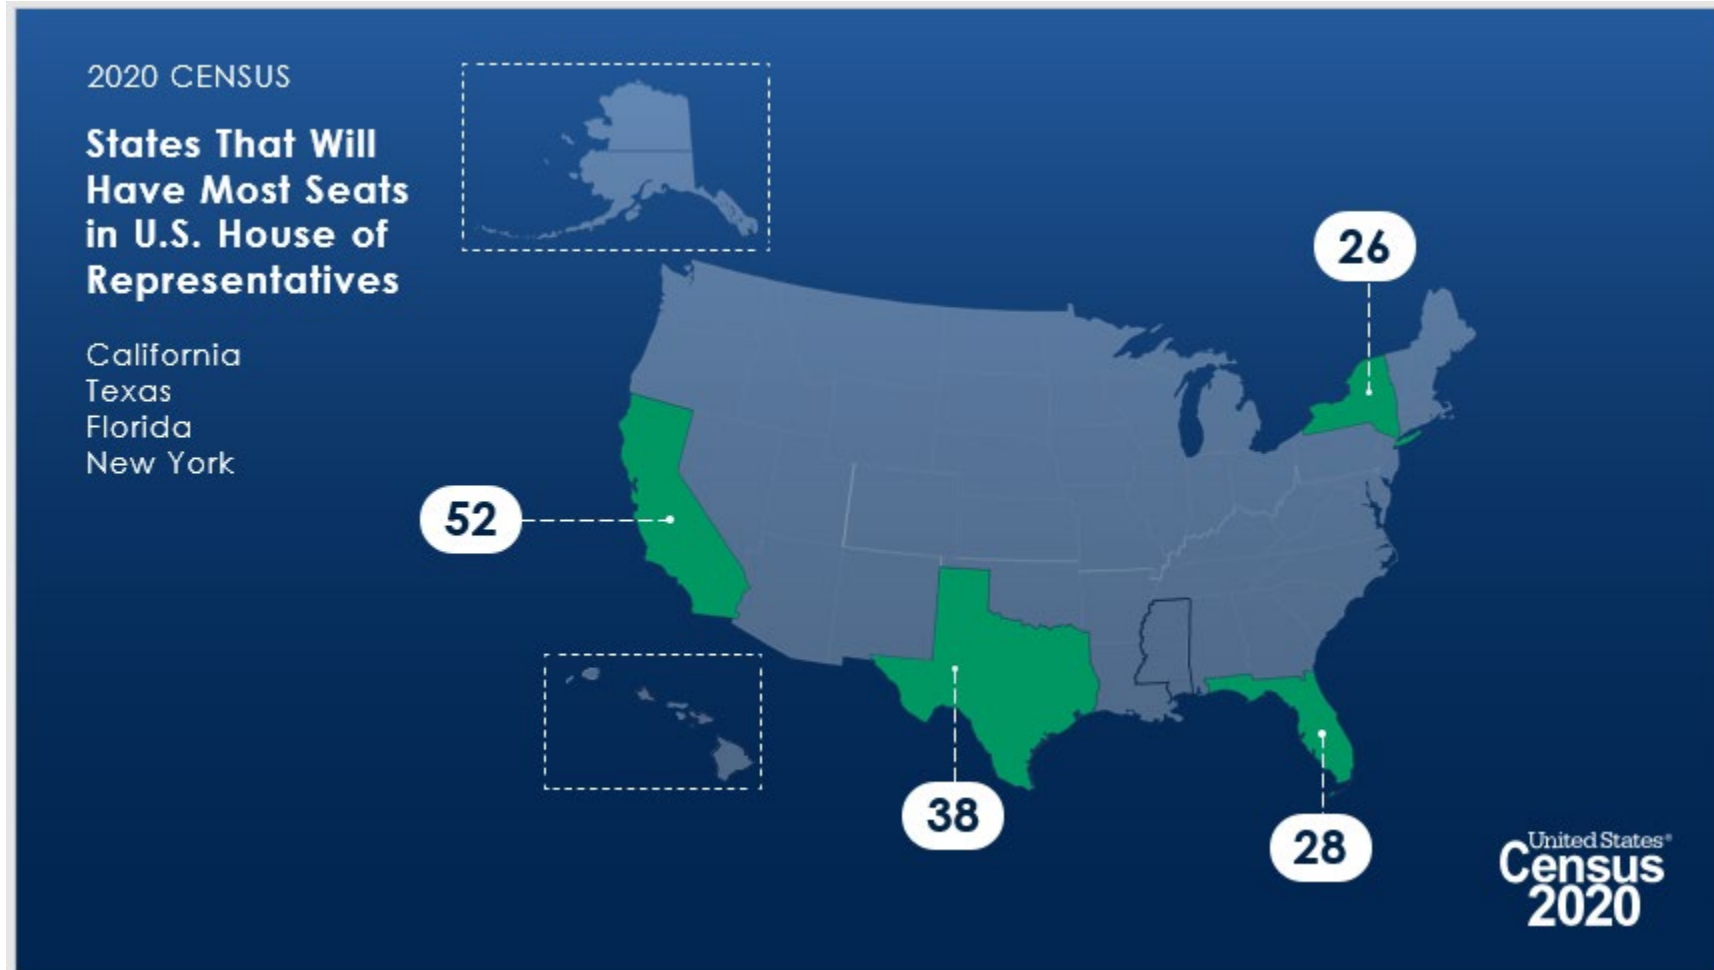 2020 CENSUS
States That Will
Have Most Seats
in U.S. House of
Representatives
California
Texas
Florida
New York
26
52
38
28
United States®
Census
2020